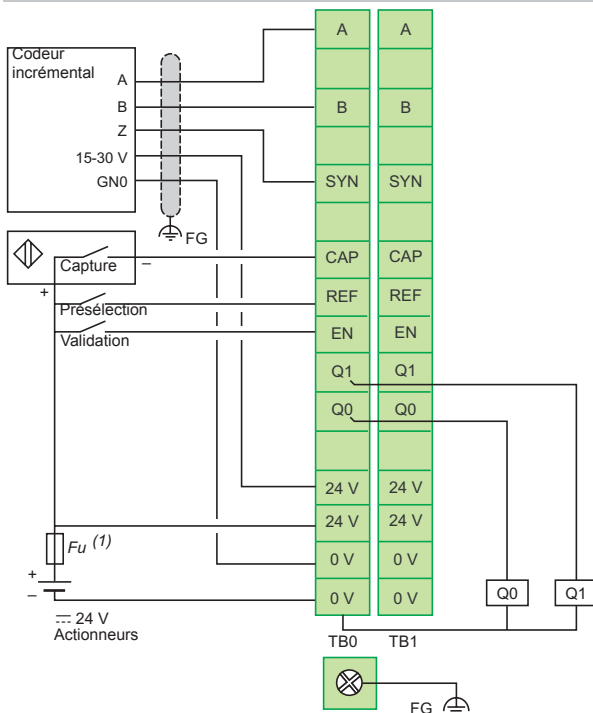 Codeur
incrémental
A
B
Z
15-30 V
GN0
FG
Capture
–
+
Présélection
Validation
Fu (1)
+
–
24 V
Actionneurs
A A
B B
SYN SYN
CAP CAP
REF REF
EN EN
Q1 Q1
Q0 Q0
24 V 24 V
24 V 24 V
0 V 0 V
0 V 0 V
Q0 Q1
TB0 TB1
FG